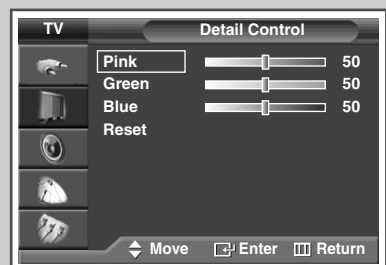 TV Detail Control
Pink 50
Green 50
Blue 50
Reset
Move Enter Return